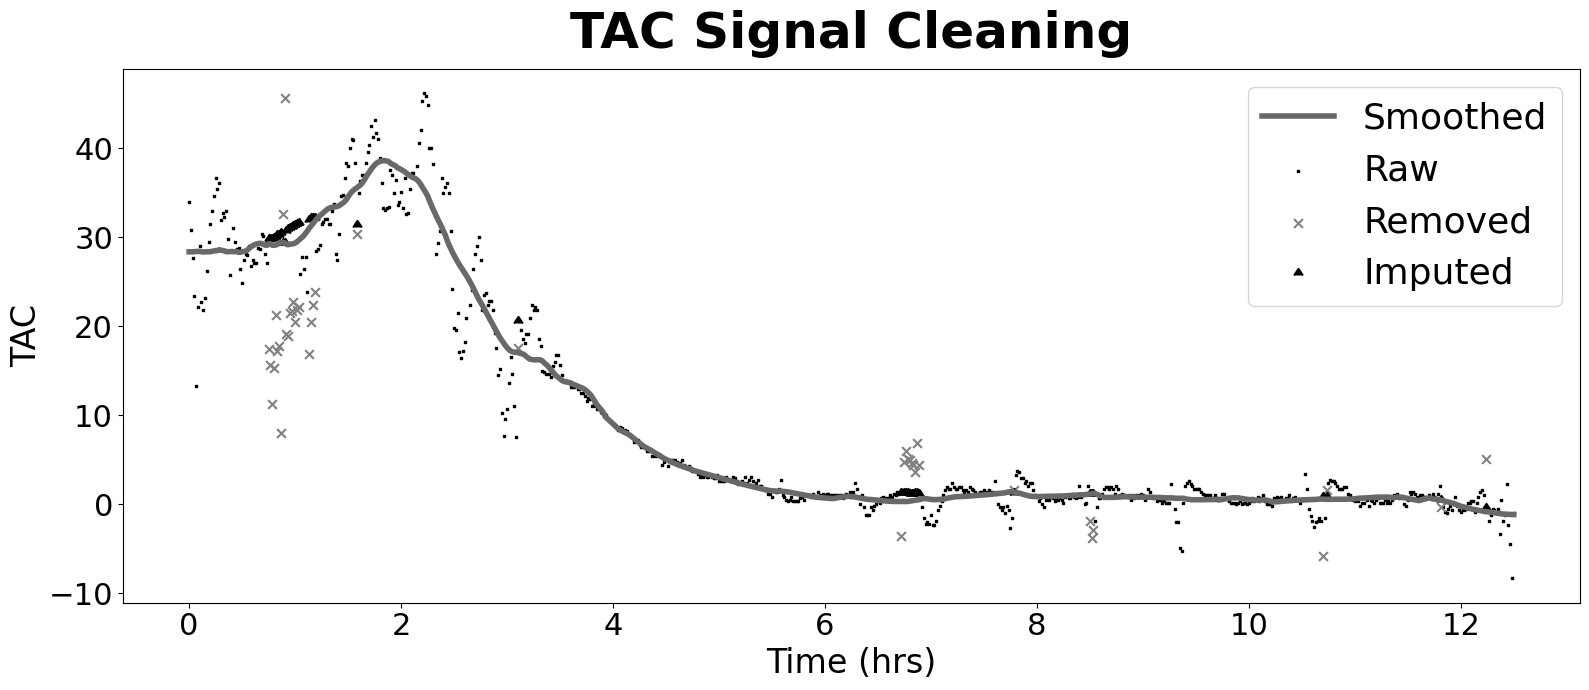 TAC Signal Cleaning
Smoothed
Raw
Removed
Imputed
TAC
40
30
20
10
0
−10
0 2 4 6 8 10 12
Time (hrs)